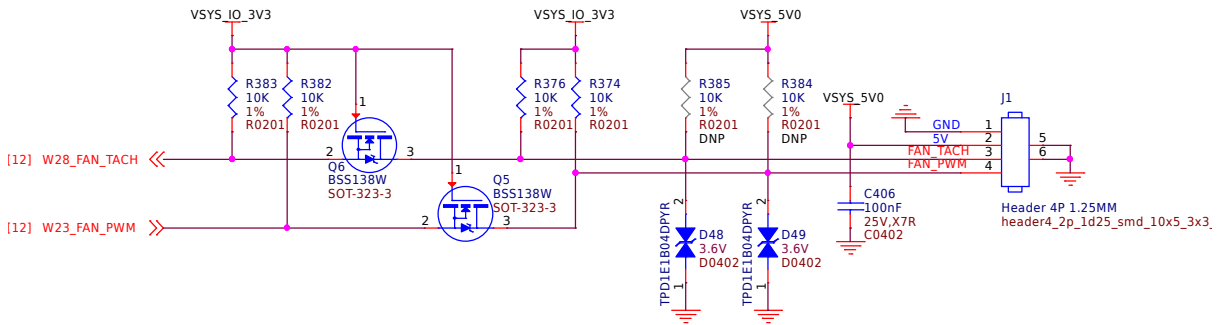 VSYS_IO_3V3
VSYS_IO_3V3
VSYS_5V0
R383
10K
1%
R0201
R382
10K
1%
R0201
1
R376
10K
1%
R0201
R374
10K
1%
R0201
R385
10K
1%
R0201
DNP
R384
10K
1%
R0201
DNP
VSYS_5V0
J1
GND 1
5V 2
FAN_TACH 3
FAN_PWM 4
5
6
[12] W28_FAN_TACH
2
3
Q6
BSS138W
SOT-323-3
1
Q5
BSS138W
SOT-323-3
[12] W23_FAN_PWM
2
3
TPD1E1B04DPYR
2
D48
3.6V
D0402
1
TPD1E1B04DPYR
2
D49
3.6V
D0402
1
C406
100nF
25V,X7R
C0402
Header 4P 1.25MM
header4_2p_1d25_smd_10x5_3x3_